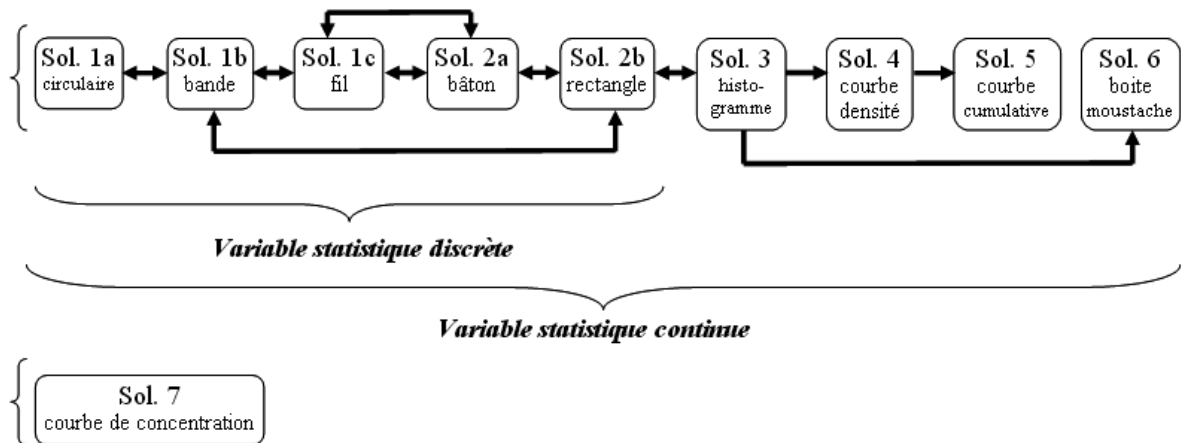 Sol. 1a
circulaire
Sol. 1b
bande
Sol. 1c
fil
Sol. 2a
bâton
Sol. 2b
rectangle
Sol. 3
histo-
gramme
Sol. 4
courbe
densité
Sol. 5
courbe
cumulative
Sol. 6
boite
moustache
Variable statistique discrète
Variable statistique continue
Sol. 7
courbe de concentration